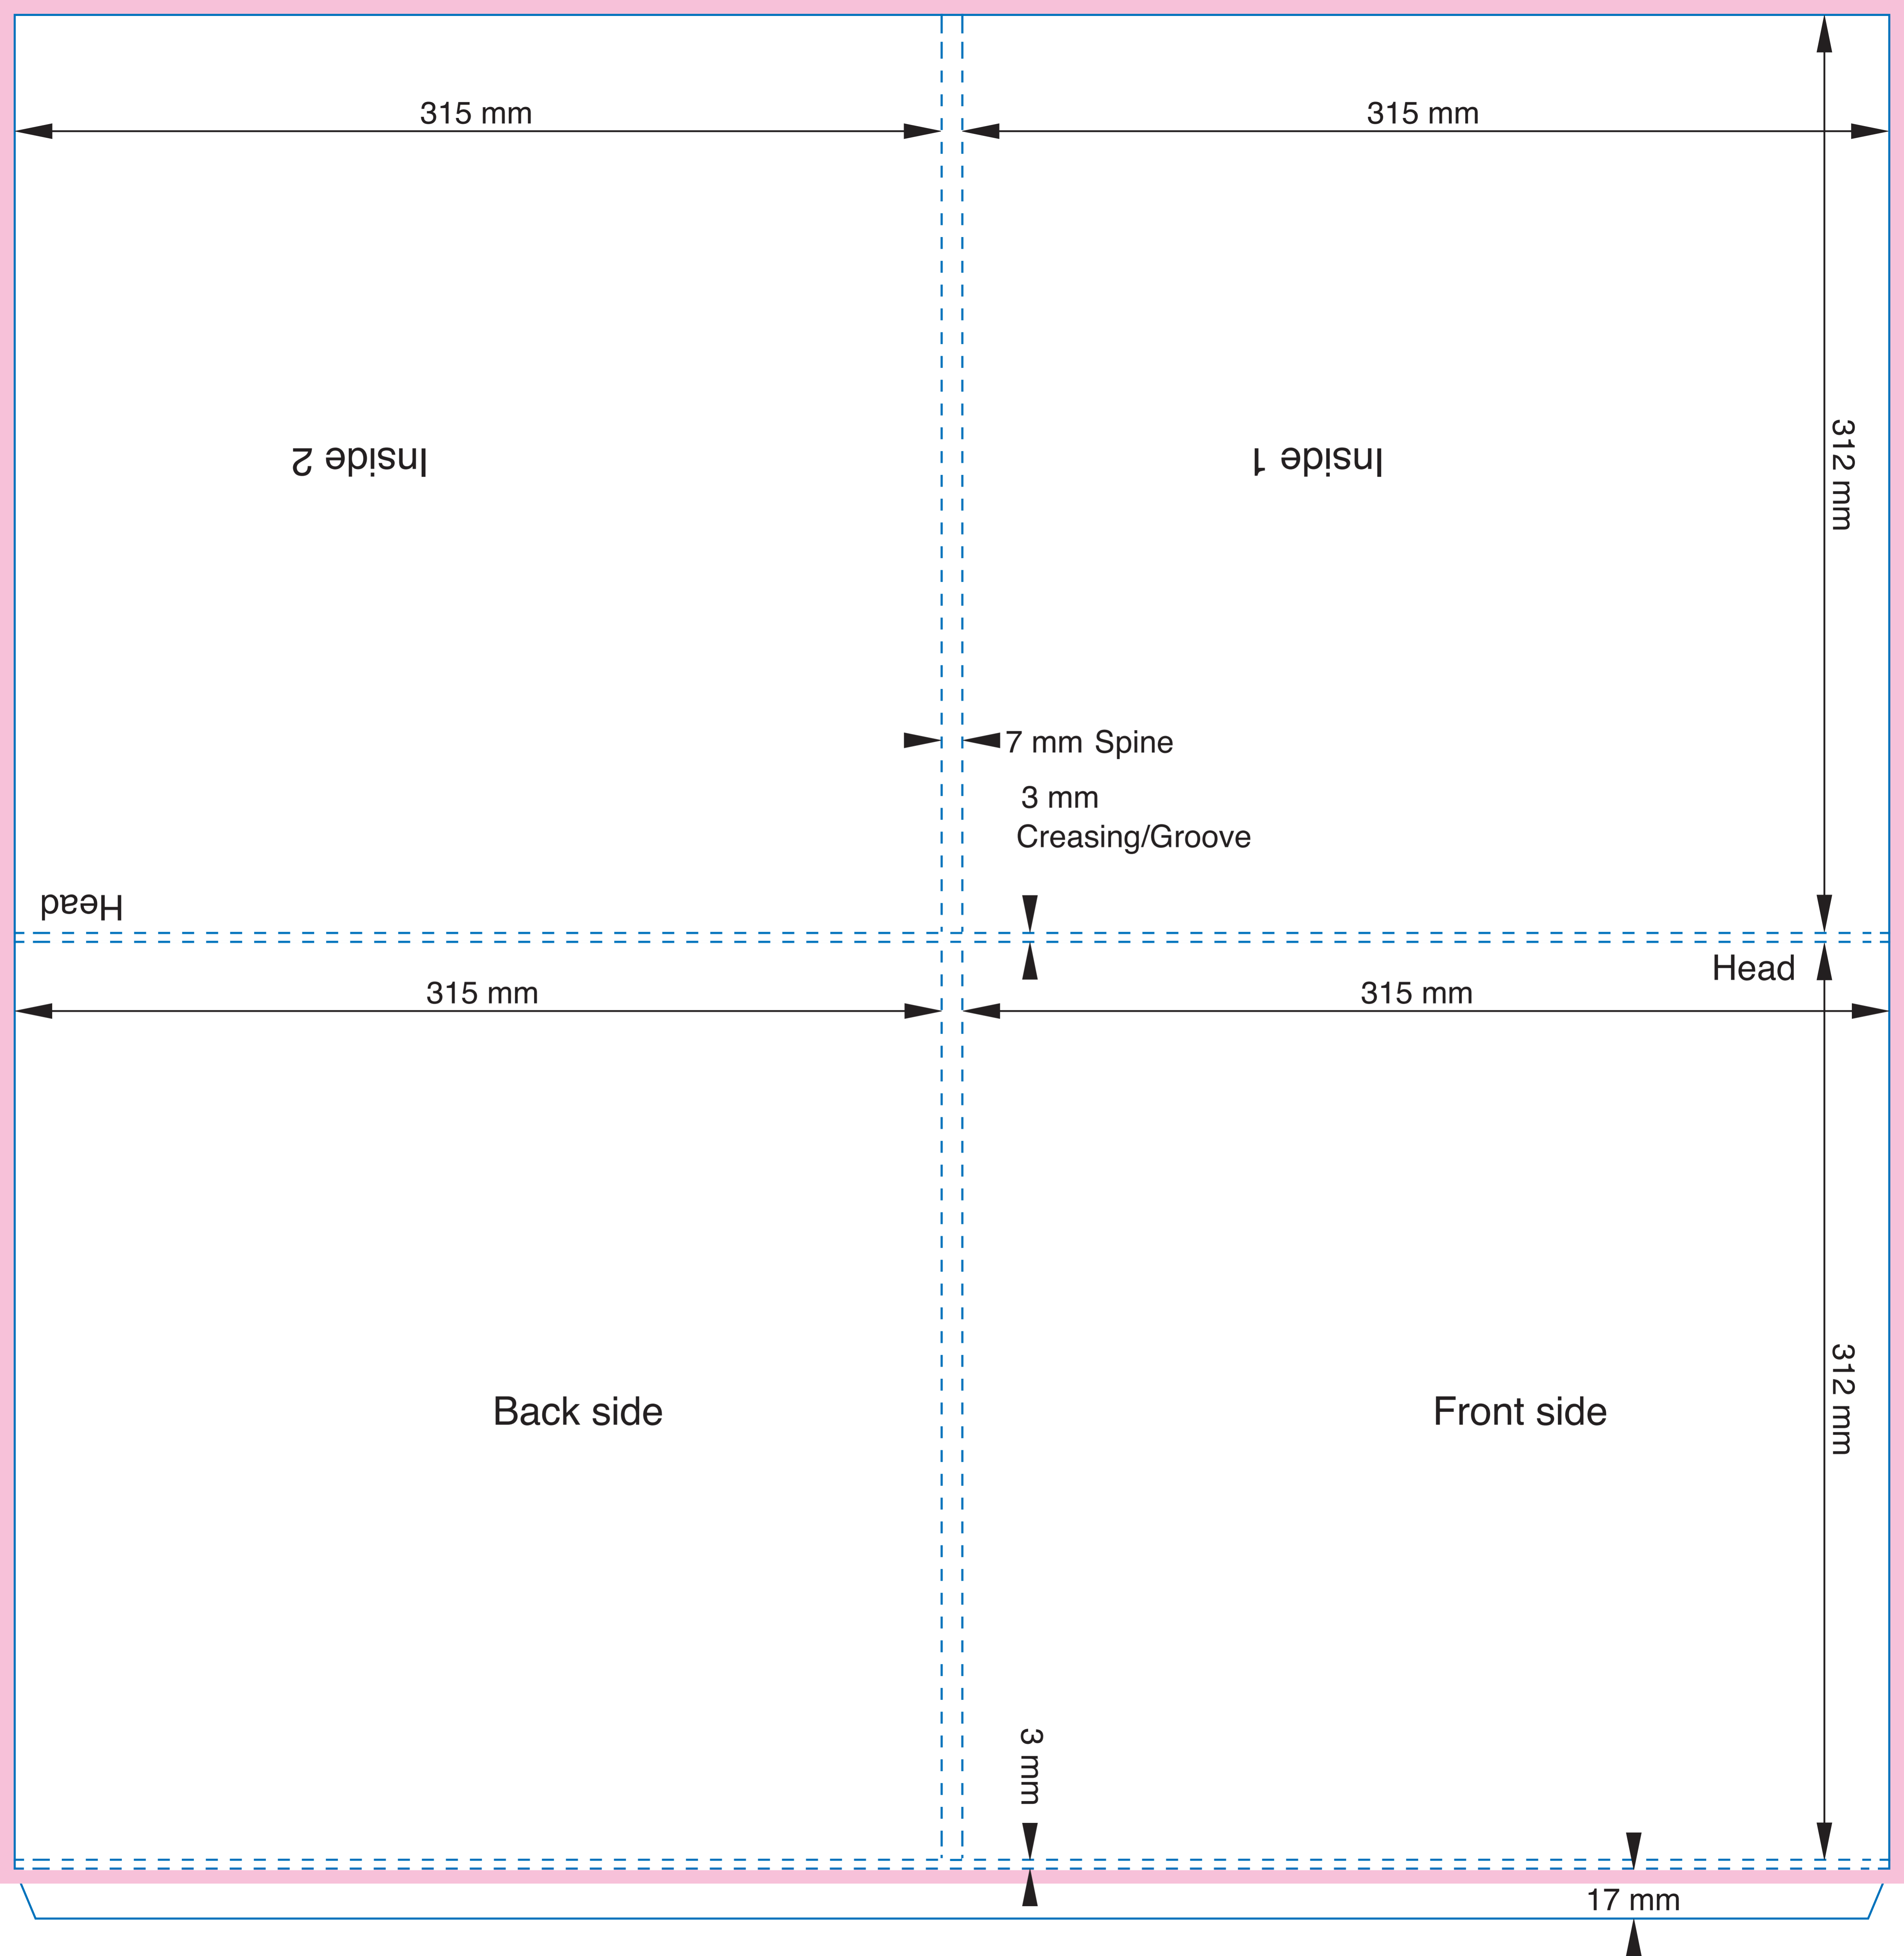 315 mm
315 mm
312 mm
Inside 2
Inside 1
7 mm Spine
3 mm
Creasing/Groove
Head
Head
315 mm
315 mm
312 mm
Back side
Front side
3 mm
17 mm